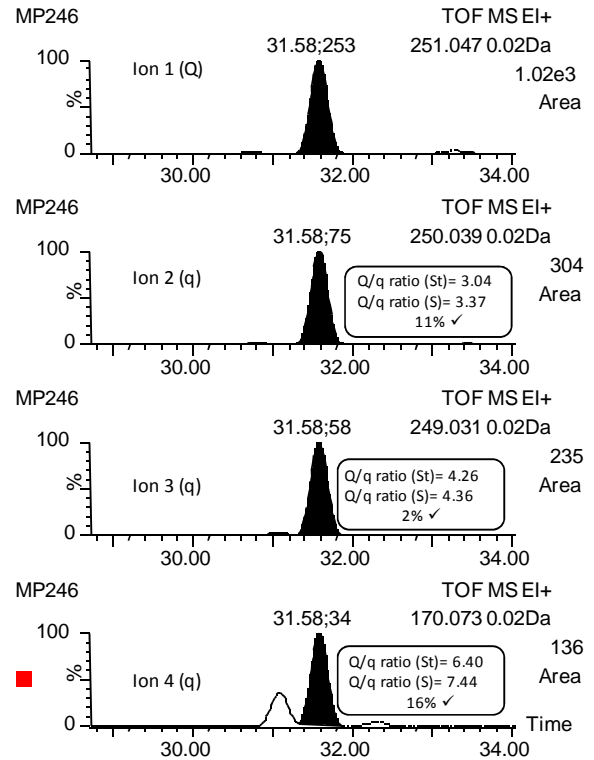 MP246 TOF MS EI+
31.58;253 251.047 0.02Da
1.02e3
Area
100
%
0
Ion 1 (Q)
30.00 32.00 34.00
MP246 TOF MS EI+
31.58;75 250.039 0.02Da
304
Area
100
%
0
Ion 2 (q)
Q/q ratio (St)= 3.04
Q/q ratio (S)= 3.37
11% ✓
30.00 32.00 34.00
MP246 TOF MS EI+
31.58;58 249.031 0.02Da
235
Area
100
%
0
Ion 3 (q)
Q/q ratio (St)= 4.26
Q/q ratio (S)= 4.36
2% ✓
30.00 32.00 34.00
MP246 TOF MS EI+
31.58;34 170.073 0.02Da
136
Area
100
%
0
Ion 4 (q)
Q/q ratio (St)= 6.40
Q/q ratio (S)= 7.44
16% ✓
Time
30.00 32.00 34.00